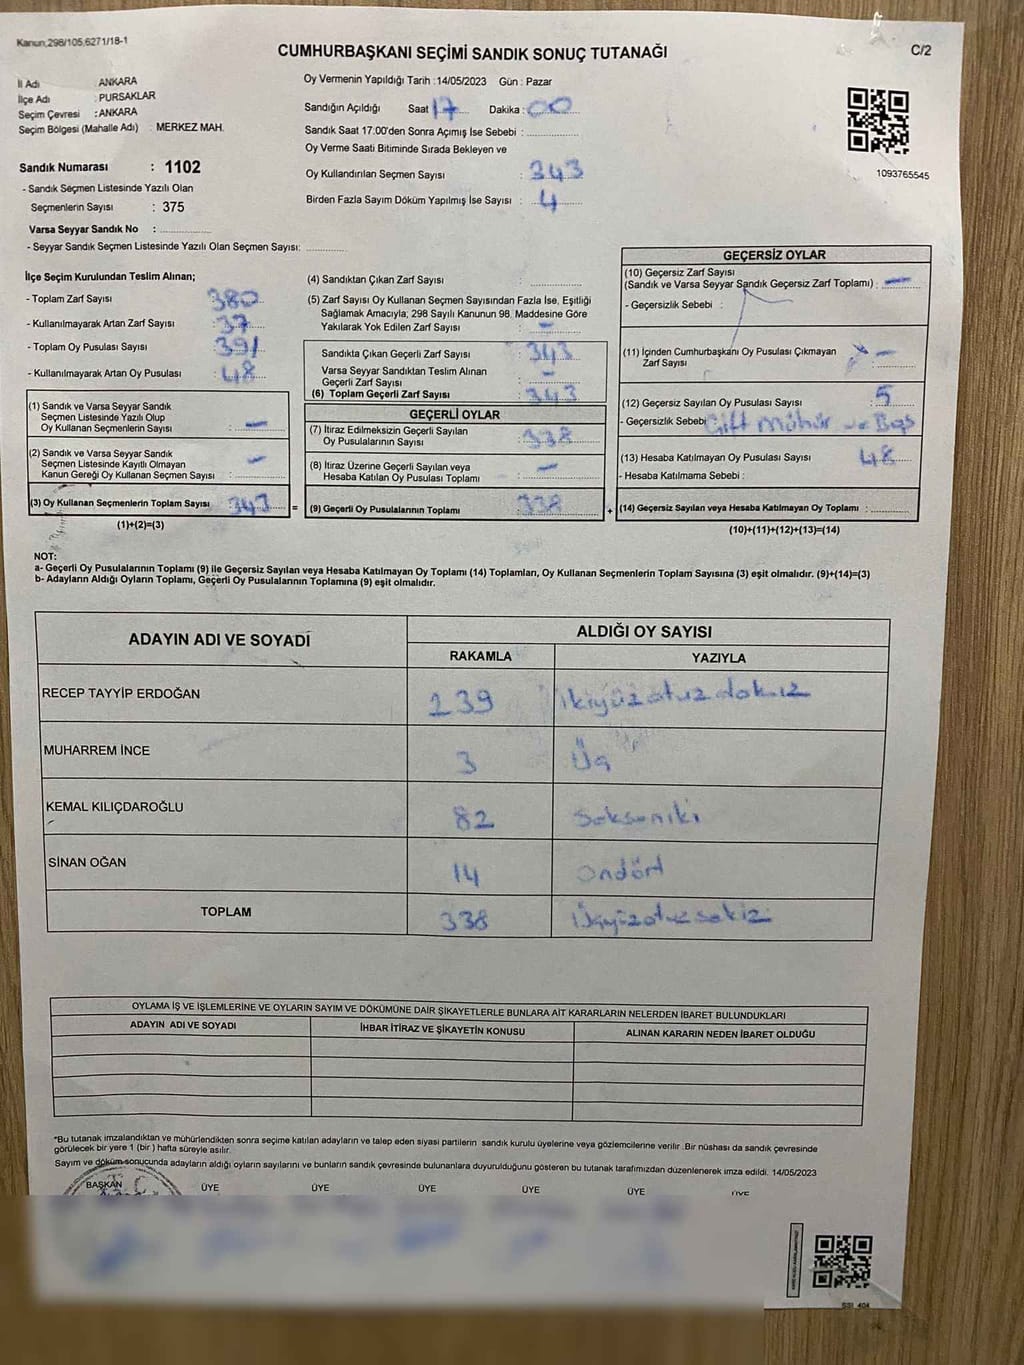 Kanun,298/105,6271/18-1
CUMHURBAŞKANI SEÇİMİ SANDIK SONUÇ TUTANAĞI
C/2
İl Adı : ANKARA
İlçe Adı : PURSAKLAR
Seçim Çevresi : ANKARA
Seçim Bölgesi (Mahalle Adı) : MERKEZ MAH.
Sandık Numarası : 1102
- Sandık Seçmen Listesinde Yazılı Olan
Seçmenlerin Sayısı : 375
Varsa Seyyar Sandık No :
- Seyyar Sandık Seçmen Listesinde Yazılı Olan Seçmen Sayısı:
Oy Vermenin Yapıldığı Tarih : 14/05/2023 Gün : Pazar
Sandığın Açıldığı Saat 17 Dakika : 00
Sandık Saat 17:00'den Sonra Açımış İse Sebebi :
Oy Verme Saati Bitiminde Sırada Bekleyen ve
Oy Kullandırılan Seçmen Sayısı : 343
Birden Fazla Sayım Döküm Yapılmış İse Sayısı : 4
1093765545
İlçe Seçim Kurulundan Teslim Alınan;
- Toplam Zarf Sayısı : 380
- Kullanılmayarak Artan Zarf Sayısı : 37
- Toplam Oy Pusulası Sayısı : 391
- Kullanılmayarak Artan Oy Pusulası : 48
(1) Sandık ve Varsa Seyyar Sandık
Seçmen Listesinde Yazılı Olup
Oy Kullanan Seçmenlerin Sayısı : -
(2) Sandık ve Varsa Seyyar Sandık
Seçmen Listesinde Kayıtlı Olmayan
Kanun Gereği Oy Kullanan Seçmen Sayısı : -
(3) Oy Kullanan Seçmenlerin Toplam Sayısı : 343
(1)+(2)=(3)
(4) Sandıktan Çıkan Zarf Sayısı :
(5) Zarf Sayısı Oy Kullanan Seçmen Sayısından Fazla İse, Eşitliği
Sağlamak Amacıyla; 298 Sayılı Kanunun 98. Maddesine Göre
Yakılarak Yok Edilen Zarf Sayısı : -
Sandıkta Çıkan Geçerli Zarf Sayısı : 343
Varsa Seyyar Sandıktan Teslim Alınan
Geçerli Zarf Sayısı : -
(6) Toplam Geçerli Zarf Sayısı : 343
GEÇERLİ OYLAR
(7) İtiraz Edilmeksizin Geçerli Sayılan
Oy Pusulalarının Sayısı : 338
(8) İtiraz Üzerine Geçerli Sayılan veya
Hesaba Katılan Oy Pusulası Toplamı : -
= (9) Geçerli Oy Pusulalarının Toplamı : 338
GEÇERSİZ OYLAR
(10) Geçersiz Zarf Sayısı
(Sandık ve Varsa Seyyar Sandık Geçersiz Zarf Toplamı) : -
- Geçersizlik Sebebi :
(11) İçinden Cumhurbaşkanı Oy Pusulası Çıkmayan
Zarf Sayısı : -
(12) Geçersiz Sayılan Oy Pusulası Sayısı : 5
- Geçersizlik Sebebi Çift mühür ve Boş
(13) Hesaba Katılmayan Oy Pusulası Sayısı : 48
- Hesaba Katılmama Sebebi :
+ (14) Geçersiz Sayılan veya Hesaba Katılmayan Oy Toplamı :
(10)+(11)+(12)+(13)=(14)
NOT:
a- Geçerli Oy Pusulalarının Toplamı (9) ile Geçersiz Sayılan veya Hesaba Katılmayan Oy Toplamı (14) Toplamları, Oy Kullanan Seçmenlerin Toplam Sayısına (3) eşit olmalıdır. (9)+(14)=(3)
b- Adayların Aldığı Oyların Toplamı, Geçerli Oy Pusulalarının Toplamına (9) eşit olmalıdır.
ADAYIN ADI VE SOYADI
ALDIĞI OY SAYISI
RAKAMLA YAZIYLA
RECEP TAYYİP ERDOĞAN 239 ikiyüzotuzdokuz
MUHARREM İNCE 3 Üç
KEMAL KILIÇDAROĞLU 82 Sekseniki
SİNAN OĞAN 14 Ondört
TOPLAM 338 Üçyüzotuzsekiz
OYLAMA İŞ VE İŞLEMLERİNE VE OYLARIN SAYIM VE DÖKÜMÜNE DAİR ŞİKAYETLERLE BUNLARA AİT KARARLARIN NELERDEN İBARET BULUNDUKLARI
ADAYIN ADI VE SOYADI İHBAR İTİRAZ VE ŞİKAYETİN KONUSU ALINAN KARARIN NEDEN İBARET OLDUĞU
*Bu tutanak imzalandıktan ve mühürlendikten sonra seçime katılan adayların ve talep eden siyasi partilerin sandık kurulu üyelerine veya gözlemcilerine verilir .Bir nüshası da sandık çevresinde
görülecek bir yere 1 (bir ) hafta süreyle asılır.
Sayım ve döküm sonucunda adayların aldığı oyların sayılarını ve bunların sandık çevresinde bulunanlara duyurulduğunu gösteren bu tutanak tarafımızdan düzenlenerek imza edildi. 14/05/2023
BAŞKAN ÜYE ÜYE ÜYE ÜYE ÜYE ÜYE
SSI 404